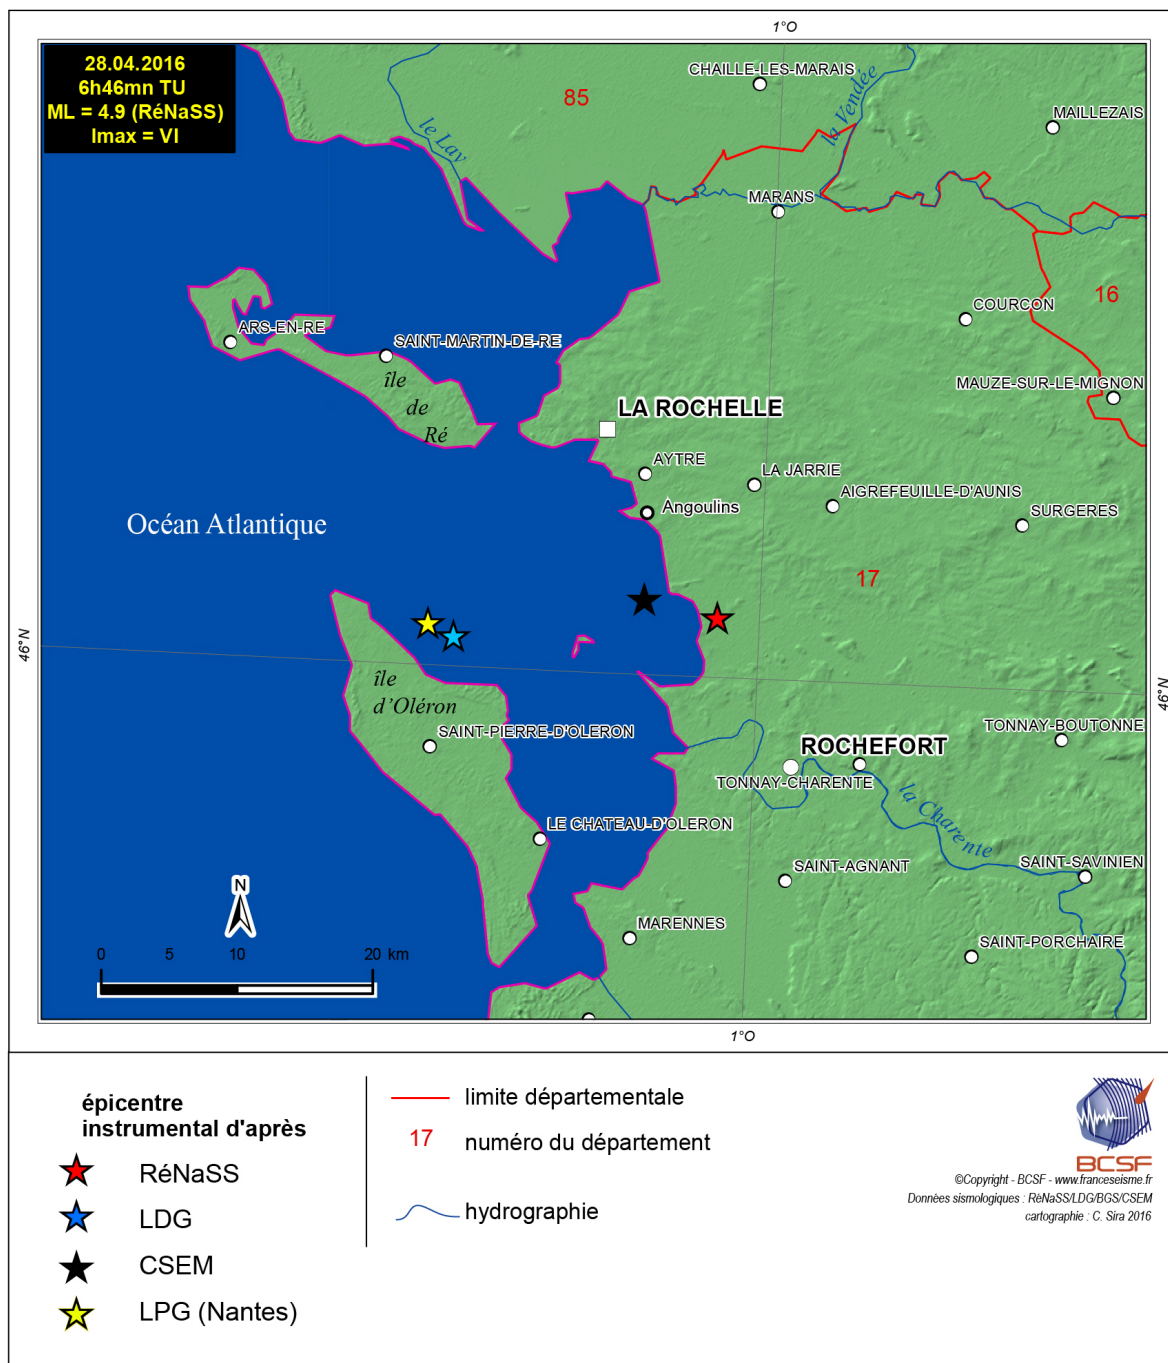 1°O
28.04.2016
6h46mn TU
ML = 4.9 (RéNaSS)
Imax = VI
CHAILLE-LES-MARAIS
85
la Vendée
MAILLEZAIS
le Lay
MARANS
16
COURCON
ARS-EN-RE
SAINT-MARTIN-DE-RE
île
de
Ré
MAUZE-SUR-LE-MIGNON
LA ROCHELLE
AYTRE
LA JARRIE
AIGREFEUILLE-D'AUNIS
Angoulins
SURGERES
Océan Atlantique
17
46°N
46°N
île
d'Oléron
SAINT-PIERRE-D'OLERON
TONNAY-BOUTONNE
ROCHEFORT
TONNAY-CHARENTE
la Charente
LE CHATEAU-D'OLERON
SAINT-AGNANT
SAINT-SAVINIEN
N
MARENNES
SAINT-PORCHAIRE
0 5 10 20 km
1°O
épicentre
instrumental d'après
RéNaSS
LDG
CSEM
LPG (Nantes)
limite départementale
17 numéro du département
hydrographie
BCSF
©Copyright - BCSF - www.franceseisme.fr
Données sismologiques : RéNaSS/LDG/BGS/CSEM
cartographie : C. Sira 2016